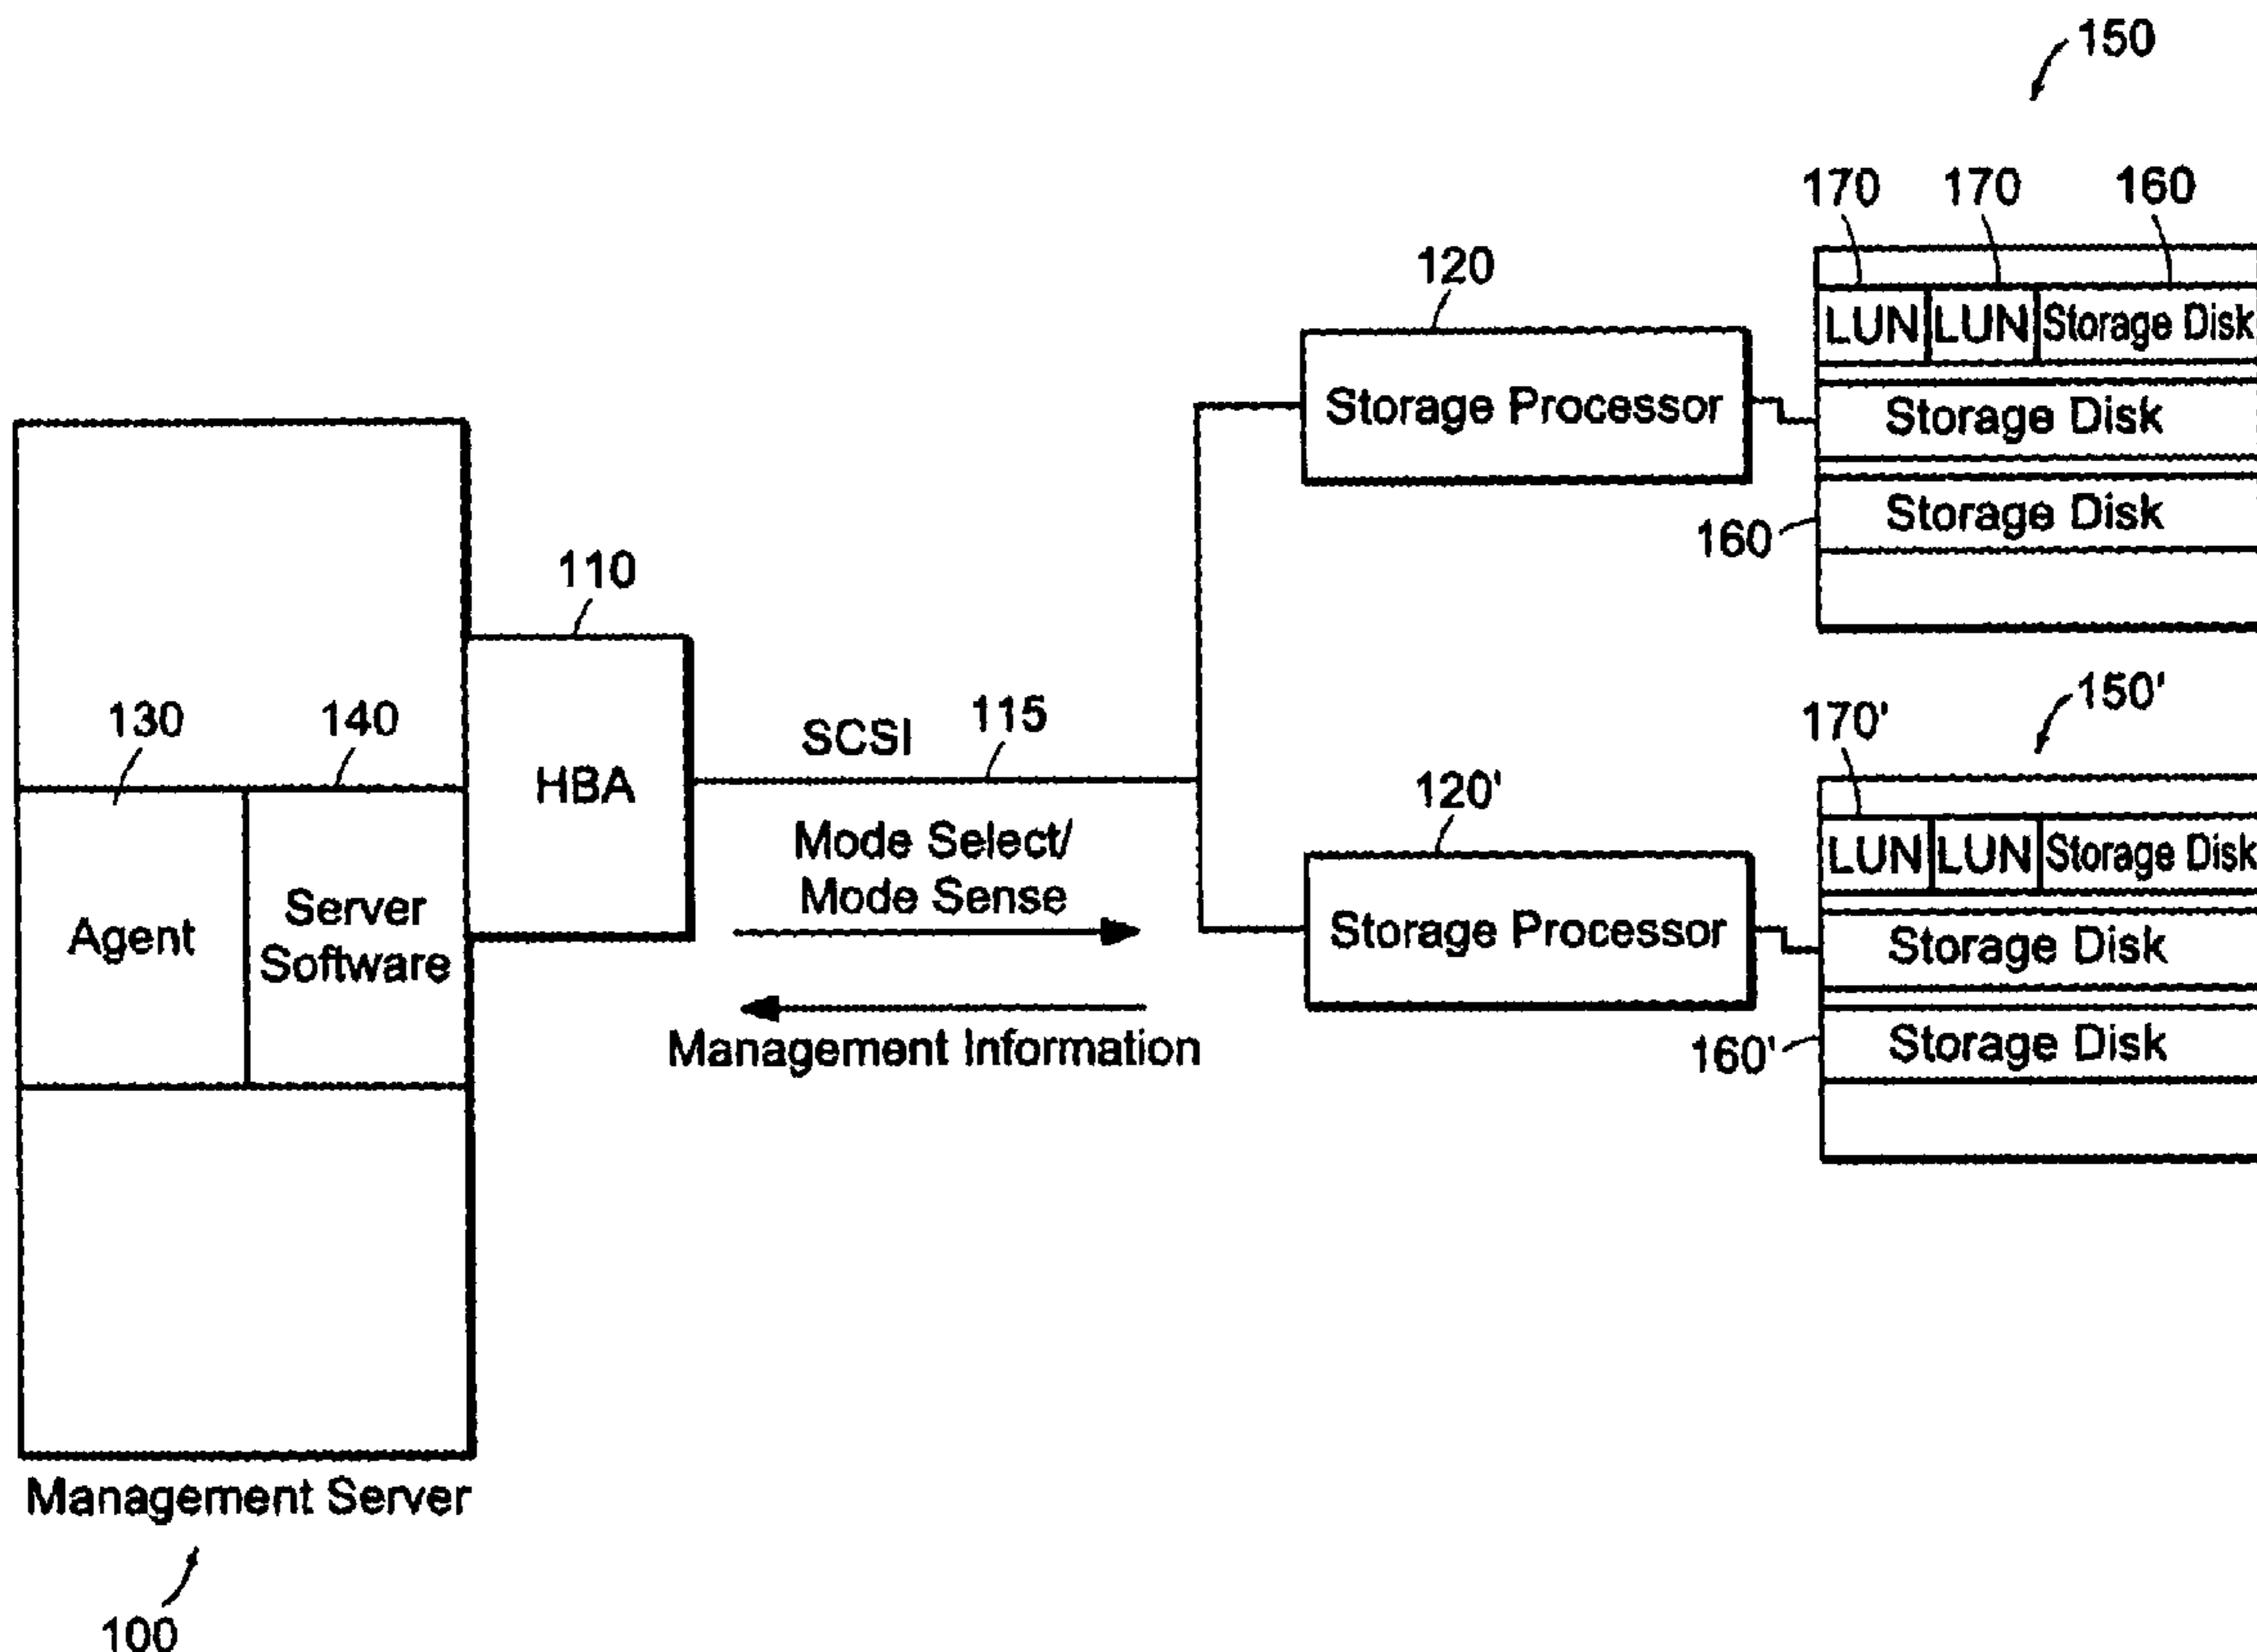 150
170 170 160
120
LUN LUN Storage Disk
Storage Processor
Storage Disk
Storage Disk
160
110
150'
170'
130 140
SCSI 115
HBA
120'
Mode Select/
Mode Sense
LUN LUN Storage Disk
Agent
Server
Software
Storage Processor
Storage Disk
Management Information
160'
Storage Disk
Management Server
100